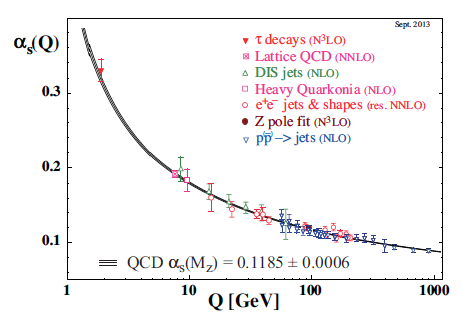 Sept. 2013
αs(Q)
τ decays (N³LO)
Lattice QCD (NNLO)
DIS jets (NLO)
Heavy Quarkonia (NLO)
e⁺e⁻ jets & shapes (res. NNLO)
Z pole fit (N³LO)
pp̄ –> jets (NLO)
0.3
0.2
0.1
QCD αs(Mz) = 0.1185 ± 0.0006
1 10 100 1000
Q [GeV]